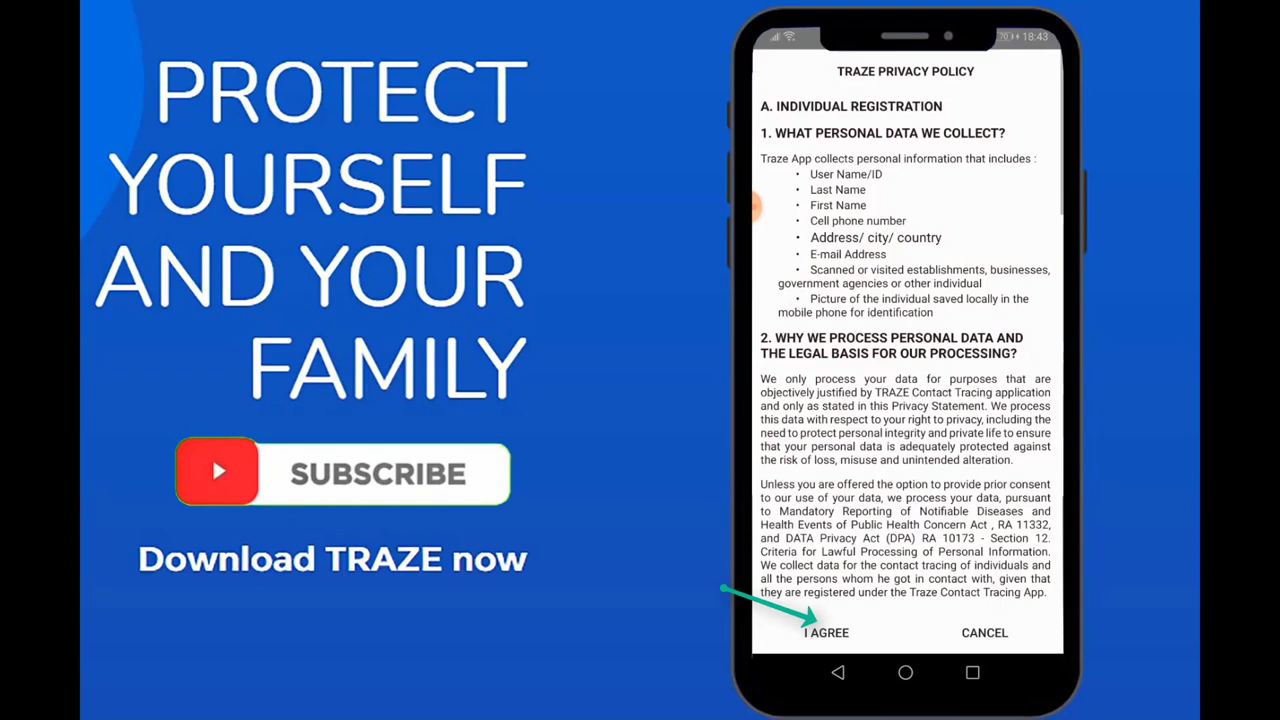 PROTECT
YOURSELF
AND YOUR
FAMILY
SUBSCRIBE
Download TRAZE now
70 18:43
TRAZE PRIVACY POLICY
A. INDIVIDUAL REGISTRATION
1. WHAT PERSONAL DATA WE COLLECT?
Traze App collects personal information that includes :
• User Name/ID
• Last Name
• First Name
• Cell phone number
• Address/ city/ country
• E-mail Address
• Scanned or visited establishments, businesses,
government agencies or other individual
• Picture of the individual saved locally in the
mobile phone for identification
2. WHY WE PROCESS PERSONAL DATA AND
THE LEGAL BASIS FOR OUR PROCESSING?
We only process your data for purposes that are
objectively justified by TRAZE Contact Tracing application
and only as stated in this Privacy Statement. We process
this data with respect to your right to privacy, including the
need to protect personal integrity and private life to ensure
that your personal data is adequately protected against
the risk of loss, misuse and unintended alteration.
Unless you are offered the option to provide prior consent
to our use of your data, we process your data, pursuant
to Mandatory Reporting of Notifiable Diseases and
Health Events of Public Health Concern Act , RA 11332,
and DATA Privacy Act (DPA) RA 10173 - Section 12.
Criteria for Lawful Processing of Personal Information.
We collect data for the contact tracing of individuals and
all the persons whom he got in contact with, given that
they are registered under the Traze Contact Tracing App.
I AGREE
CANCEL